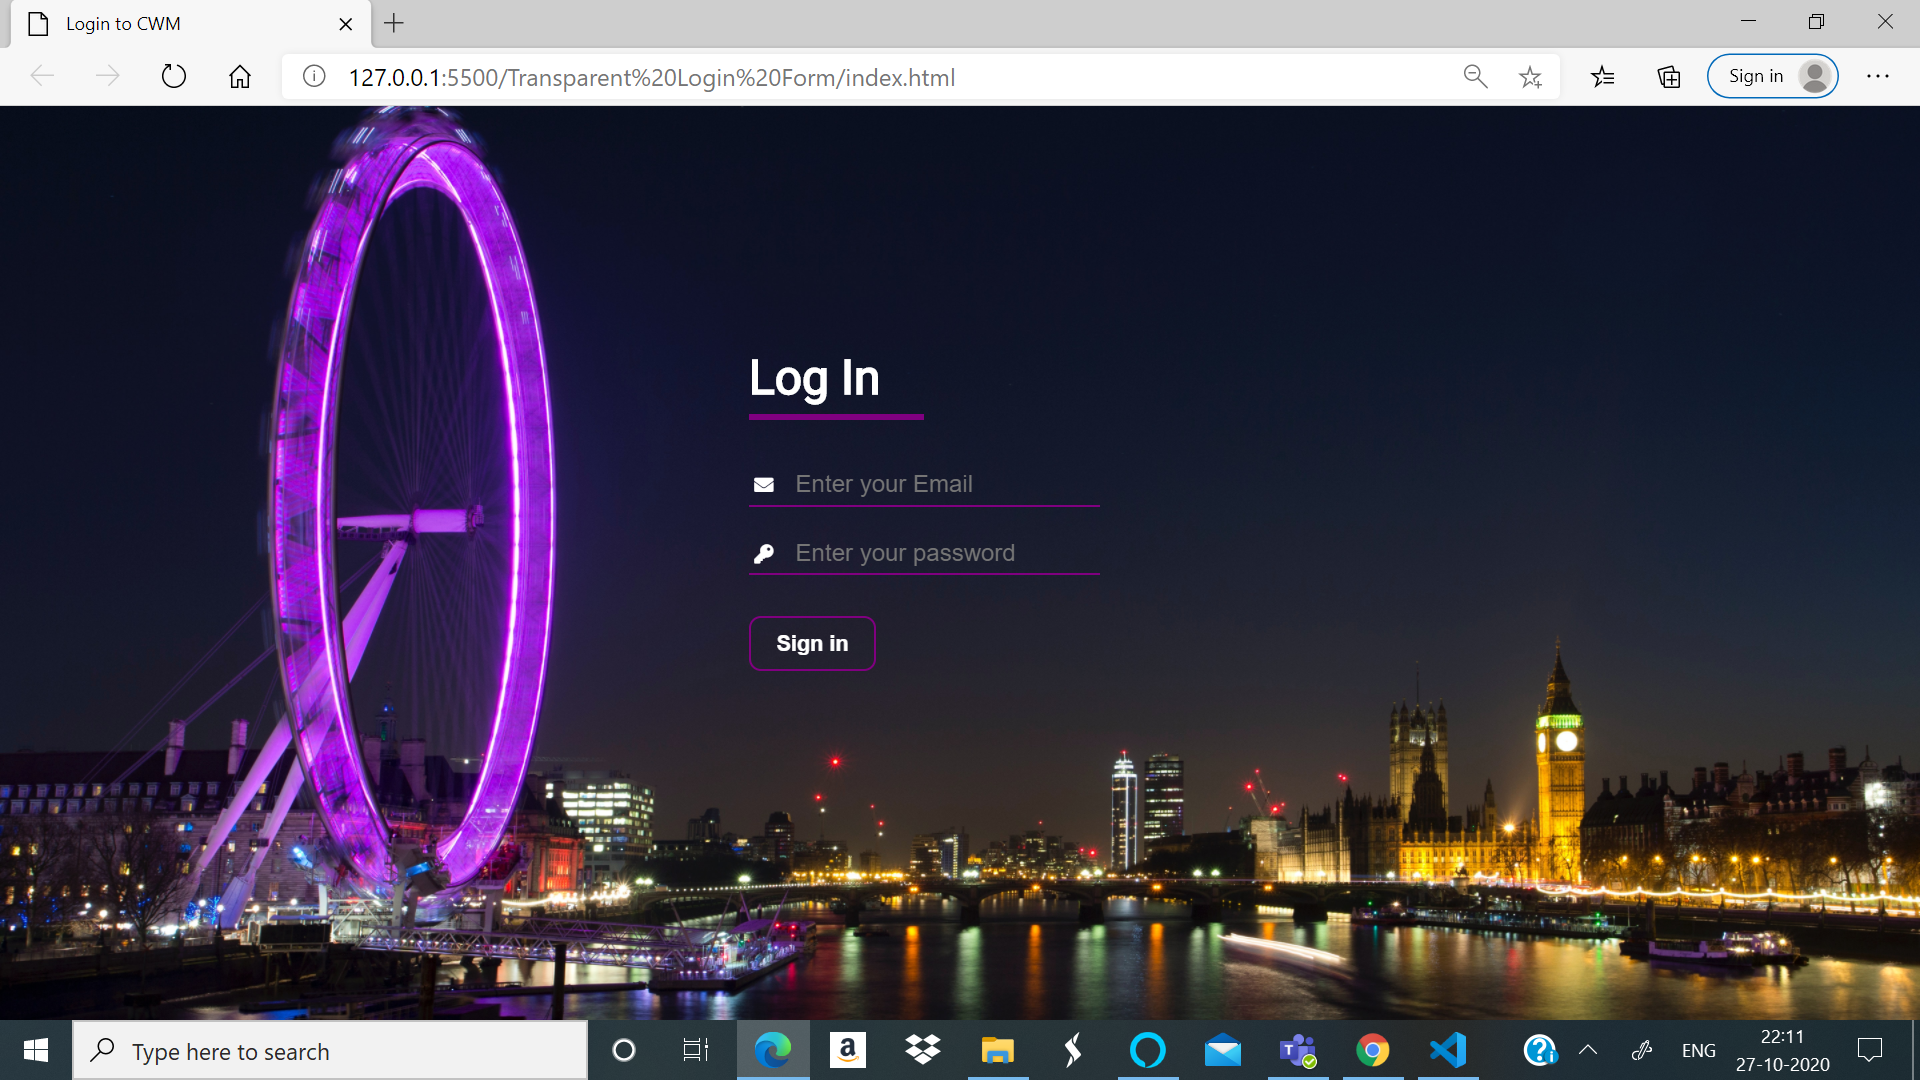 Login to CWM
127.0.0.1:5500/Transparent%20Login%20Form/index.html
Sign in
Log In
Enter your Email
Enter your password
Sign in
Type here to search
a
T
ENG
22:11
27-10-2020